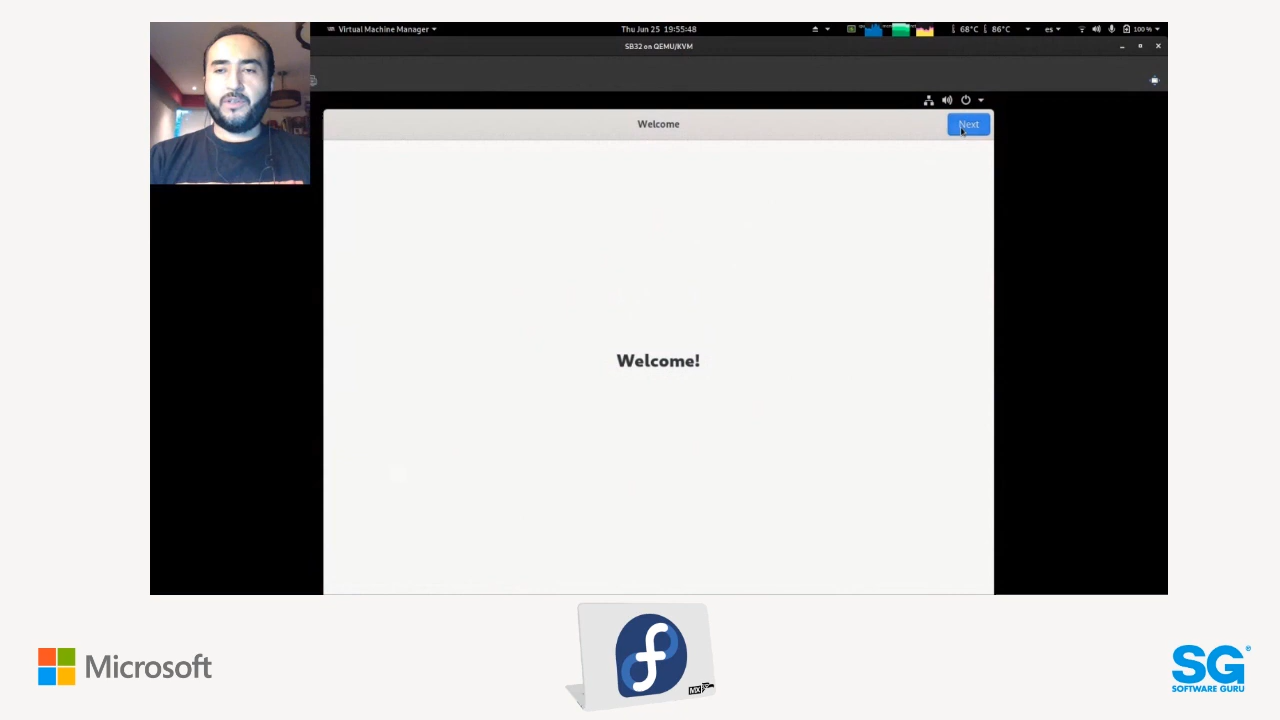 Virtual Machine Manager
Thu Jun 25 19:55:48
68°C
86°C
es
100 %
SB32 on QEMU/KVM
Welcome
Next
Welcome!
Microsoft
MX
SG
SOFTWARE GURU